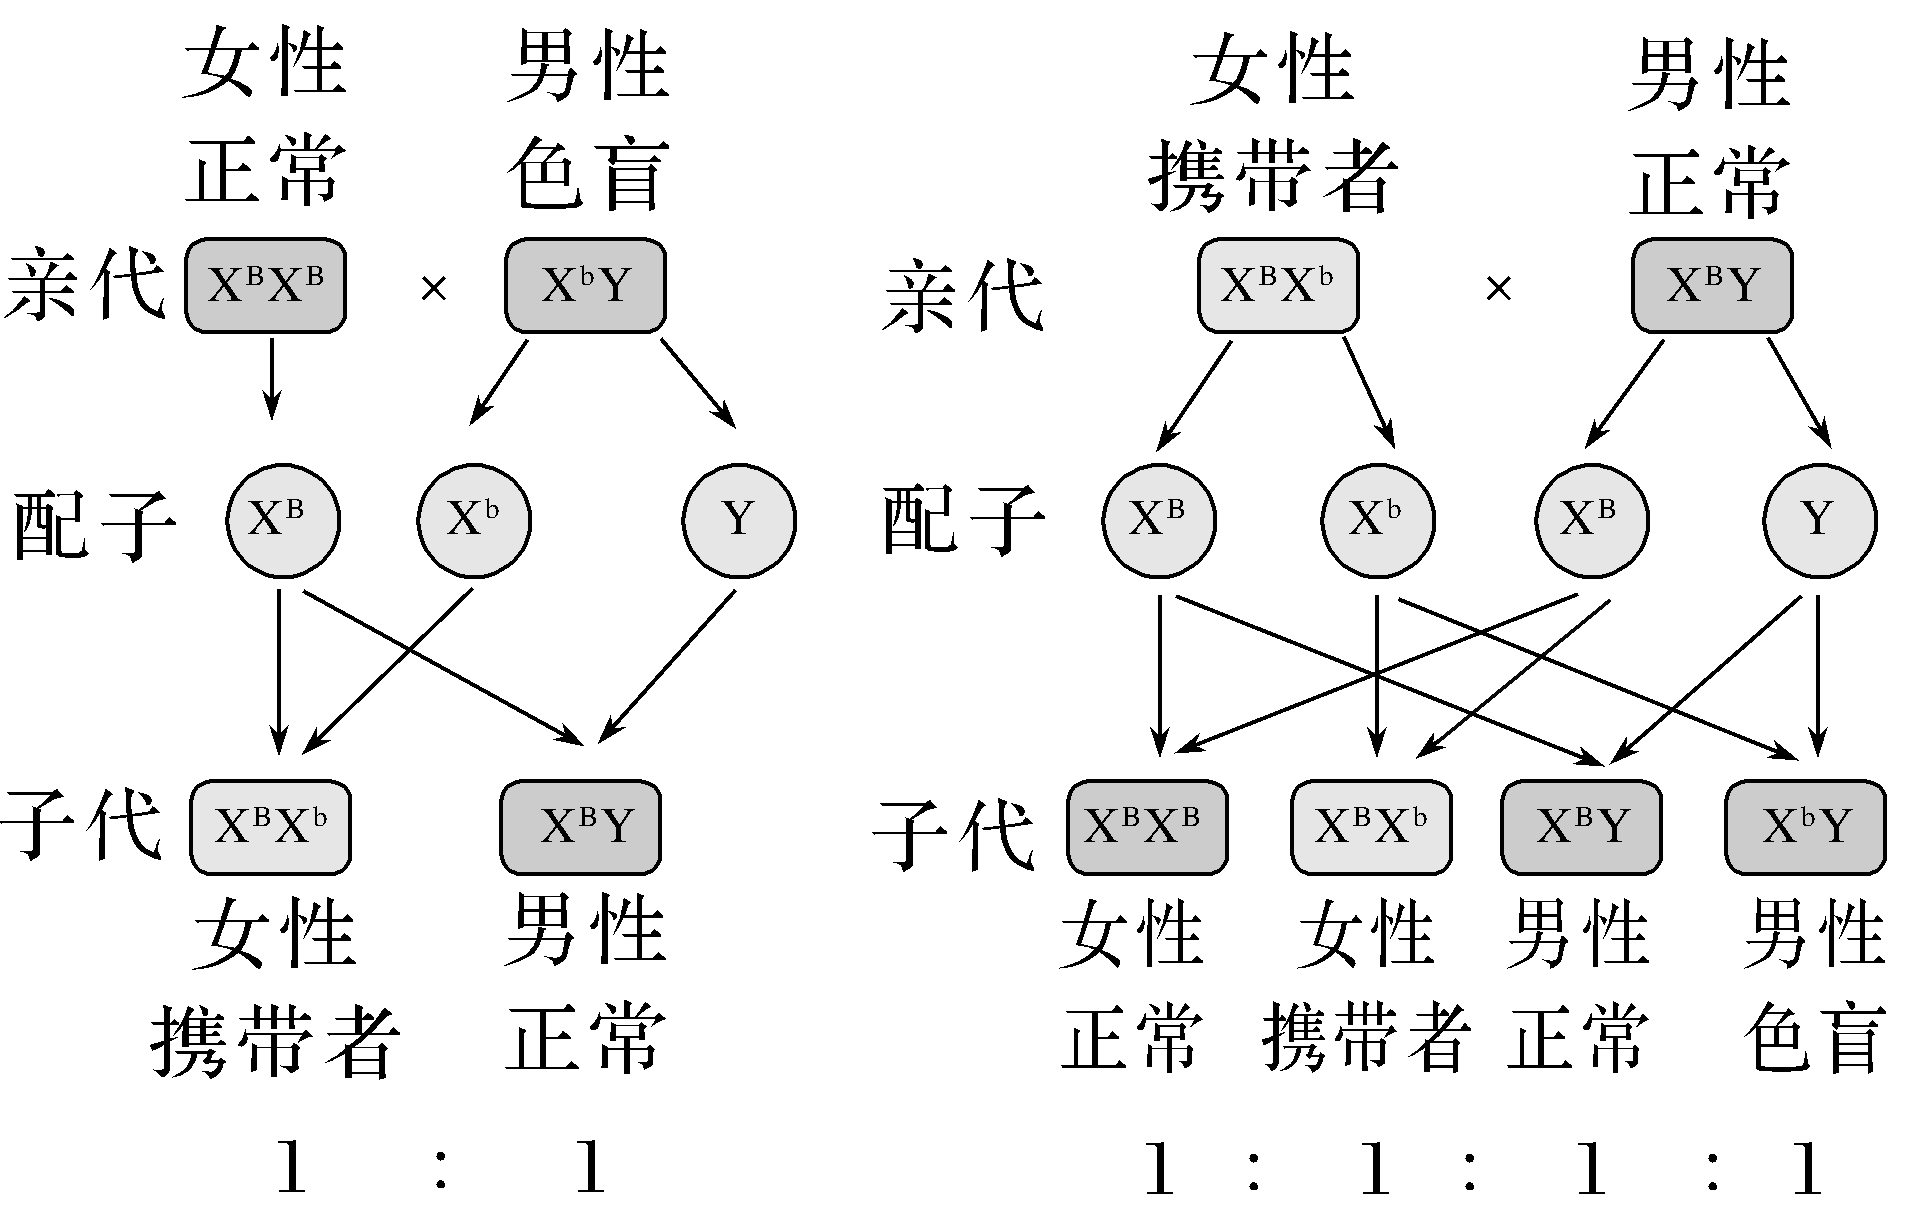 女性 男性
正常 色盲
亲代 XᴮXᴮ × XᵇY
配子 Xᴮ Xᵇ Y
子代 XᴮXᵇ XᴮY
女性 男性
携带者 正常
1 : 1
女性 男性
携带者 正常
亲代 XᴮXᵇ × XᴮY
配子 Xᴮ Xᵇ Xᴮ Y
子代 XᴮXᴮ XᴮXᵇ XᴮY XᵇY
女性 女性 男性 男性
正常 携带者 正常 色盲
1 : 1 : 1 : 1